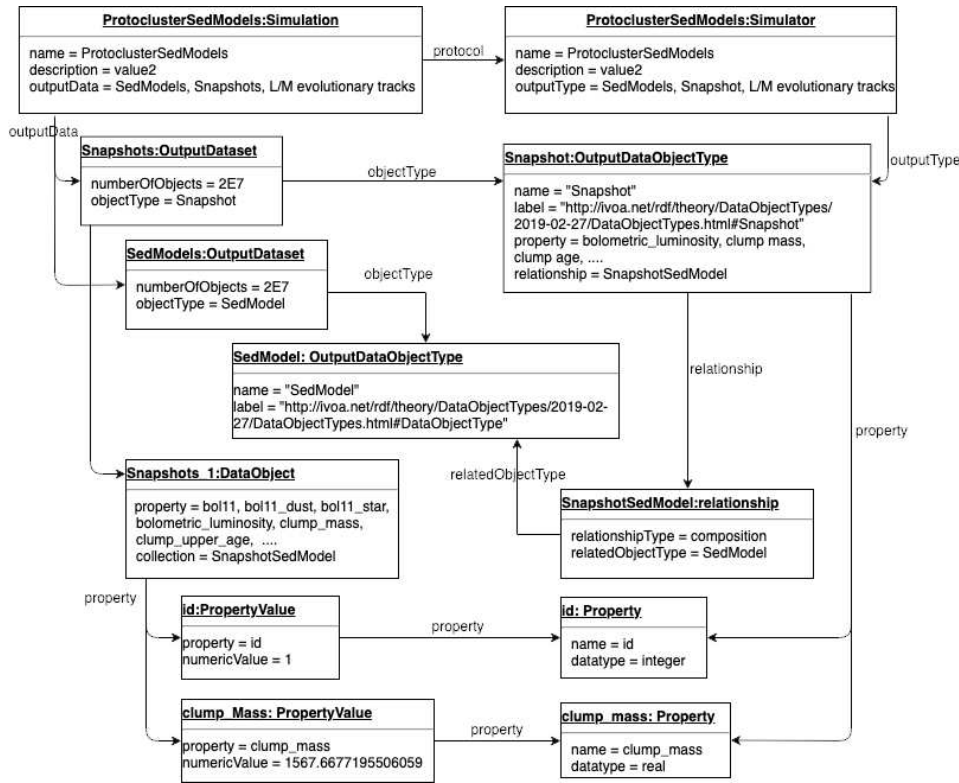 ProtoclusterSedModels:Simulation
name = ProtoclusterSedModels
description = value2
outputData = SedModels, Snapshots, L/M evolutionary tracks
protocol
ProtoclusterSedModels:Simulator
name = ProtoclusterSedModels
description = value2
outputType = SedModels, Snapshot, L/M evolutionary tracks
outputData
outputType
Snapshots:OutputDataset
numberOfObjects = 2E7
objectType = Snapshot
objectType
Snapshot:OutputDataObjectType
name = "Snapshot"
label = "http://ivoa.net/rdf/theory/DataObjectTypes/
2019-02-27/DataObjectTypes.html#Snapshot"
property = bolometric_luminosity, clump mass,
clump age, ....
relationship = SnapshotSedModel
SedModels:OutputDataset
numberOfObjects = 2E7
objectType = SedModel
objectType
SedModel: OutputDataObjectType
name = "SedModel"
label = "http://ivoa.net/rdf/theory/DataObjectTypes/2019-02-
27/DataObjectTypes.html#DataObjectType"
relationship
property
Snapshots_1:DataObject
property = bol11, bol11_dust, bol11_star,
bolometric_luminosity, clump_mass,
clump_upper_age, ....
collection = SnapshotSedModel
relatedObjectType
SnapshotSedModel:relationship
relationshipType = composition
relatedObjectType = SedModel
property
id:PropertyValue
property = id
numericValue = 1
property
id: Property
name = id
datatype = integer
clump_Mass: PropertyValue
property = clump_mass
numericValue = 1567.6677195506059
property
clump_mass: Property
name = clump_mass
datatype = real